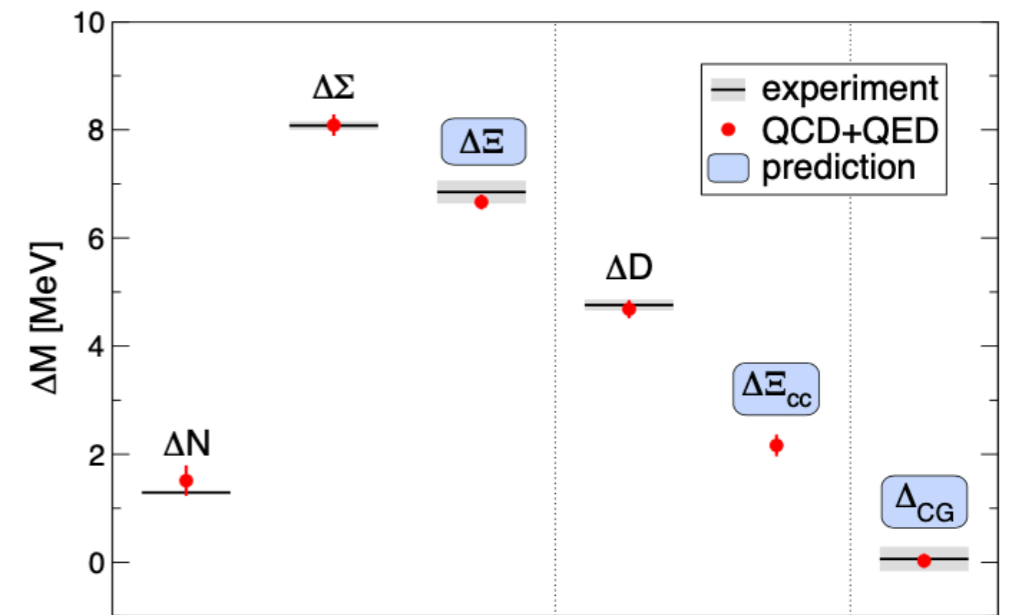 10
8
6
4
2
0
ΔM [MeV]
ΔN
ΔΣ
ΔΞ
ΔD
ΔΞcc
ΔCG
experiment
QCD+QED
prediction